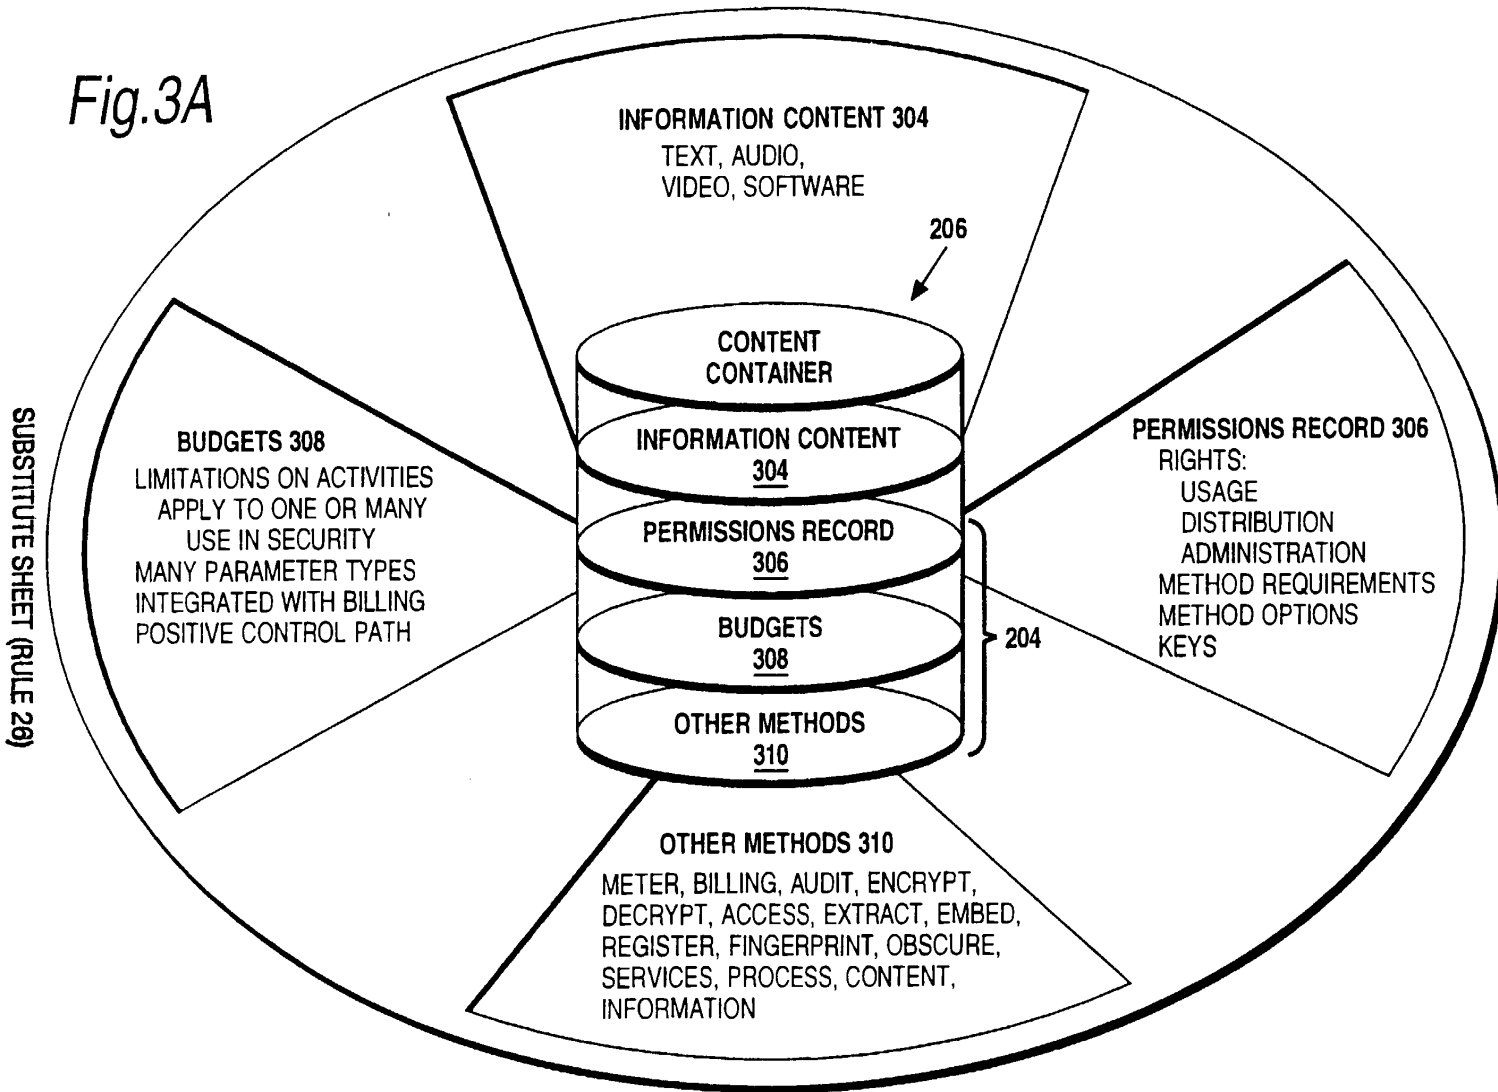 Fig.3A
INFORMATION CONTENT 304
TEXT, AUDIO,
VIDEO, SOFTWARE
206
CONTENT
CONTAINER
INFORMATION CONTENT
304
PERMISSIONS RECORD
306
BUDGETS
308
OTHER METHODS
310
204
BUDGETS 308
LIMITATIONS ON ACTIVITIES
APPLY TO ONE OR MANY
USE IN SECURITY
MANY PARAMETER TYPES
INTEGRATED WITH BILLING
POSITIVE CONTROL PATH
PERMISSIONS RECORD 306
RIGHTS:
USAGE
DISTRIBUTION
ADMINISTRATION
METHOD REQUIREMENTS
METHOD OPTIONS
KEYS
OTHER METHODS 310
METER, BILLING, AUDIT, ENCRYPT,
DECRYPT, ACCESS, EXTRACT, EMBED,
REGISTER, FINGERPRINT, OBSCURE,
SERVICES, PROCESS, CONTENT,
INFORMATION
SUBSTITUTE SHEET (RULE 26)